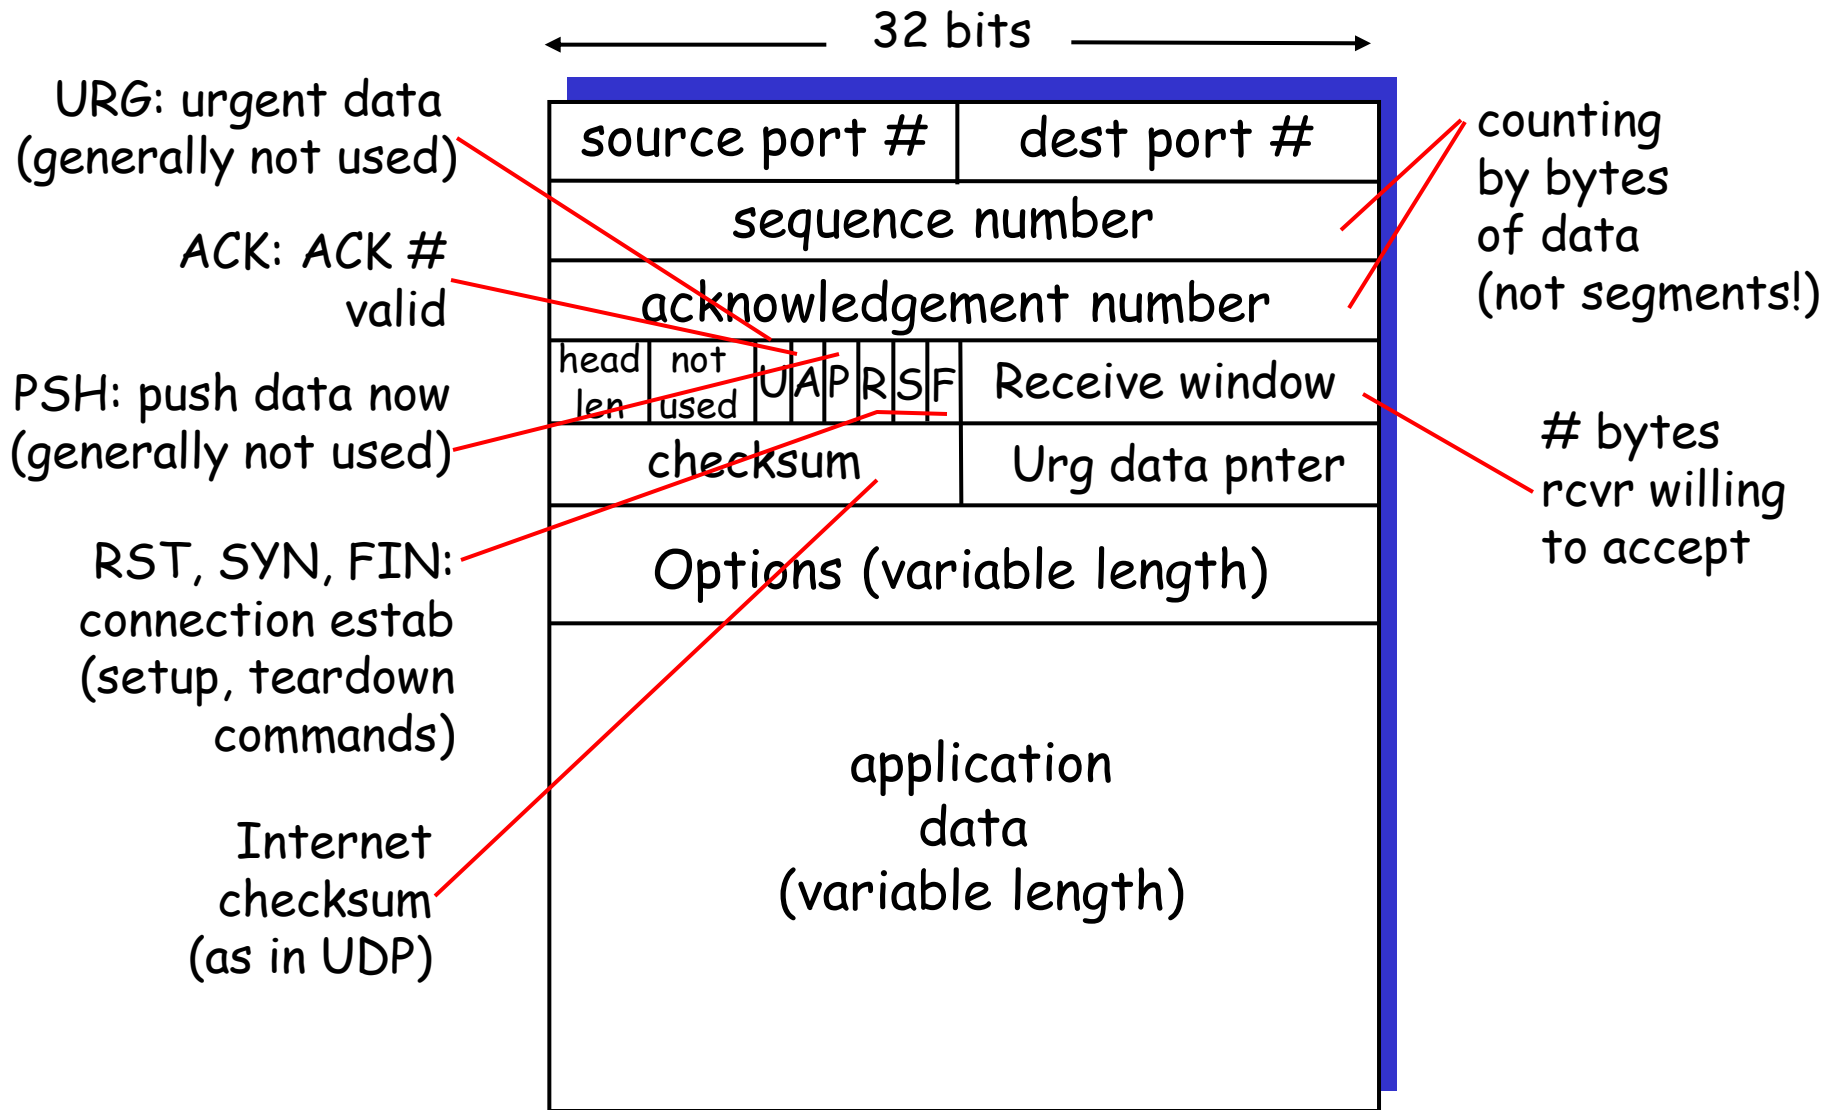 32 bits
URG: urgent data
(generally not used)
ACK: ACK #
valid
PSH: push data now
(generally not used)
RST, SYN, FIN:
connection estab
(setup, teardown
commands)
Internet
checksum
(as in UDP)
source port #
dest port #
sequence number
acknowledgement number
head
len
not
used
U
A
P
R
S
F
Receive window
checksum
Urg data pnter
Options (variable length)
application
data
(variable length)
counting
by bytes
of data
(not segments!)
# bytes
rcvr willing
to accept